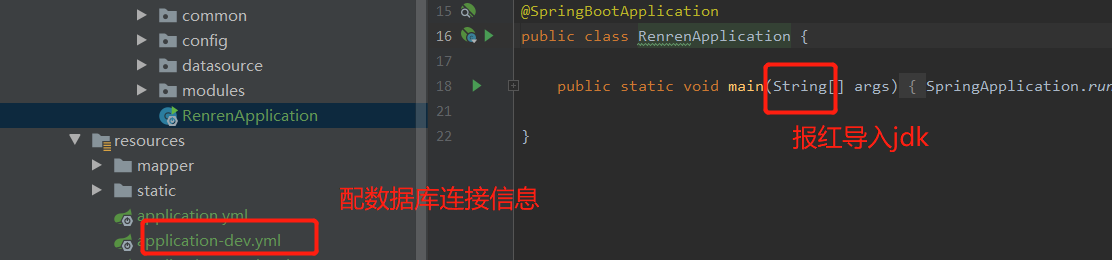 common
config
datasource
modules
RenrenApplication
resources
mapper
static
application.yml
application-dev.yml
配数据库连接信息
15 @SpringBootApplication
16 public class RenrenApplication {
17
18 public static void main(String[] args) { SpringApplication.run
21
22 }
报红导入jdk